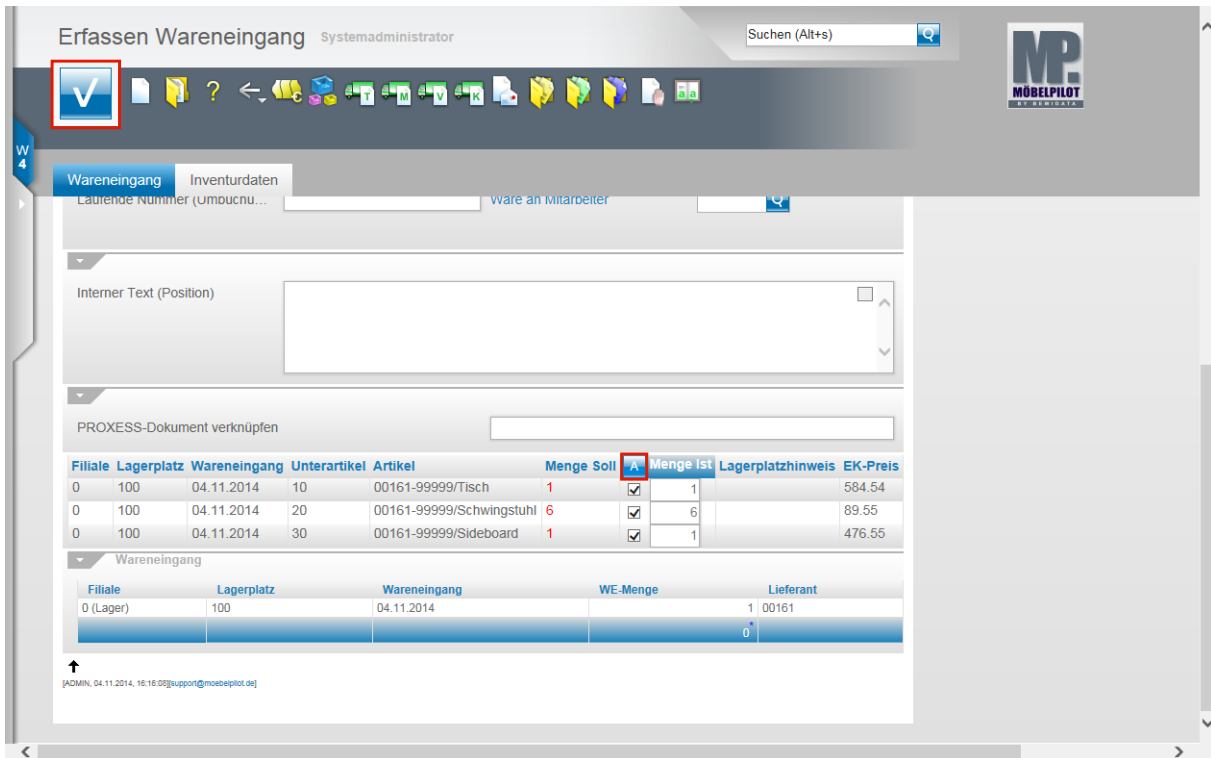 Erfassen Wareneingang Systemadministrator Suchen (Alt+s)
MP.
MÖBELPILOT
BY BEWIDATA
? T M V K a a
W
4
Wareneingang Inventurdaten
Laufende Nummer (Umbuchu... Ware an Mitarbeiter
Interner Text (Position)
PROXESS-Dokument verknüpfen
Filiale Lagerplatz Wareneingang Unterartikel Artikel Menge Soll A Menge Ist Lagerplatzhinweis EK-Preis
0 100 04.11.2014 10 00161-99999/Tisch 1 1 584.54
0 100 04.11.2014 20 00161-99999/Schwingstuhl 6 6 89.55
0 100 04.11.2014 30 00161-99999/Sideboard 1 1 476.55
Wareneingang
Filiale Lagerplatz Wareneingang WE-Menge Lieferant
0 (Lager) 100 04.11.2014 1 00161
0*
[ADMIN, 04.11.2014, 16:16:08][support@moebelpilot.de]